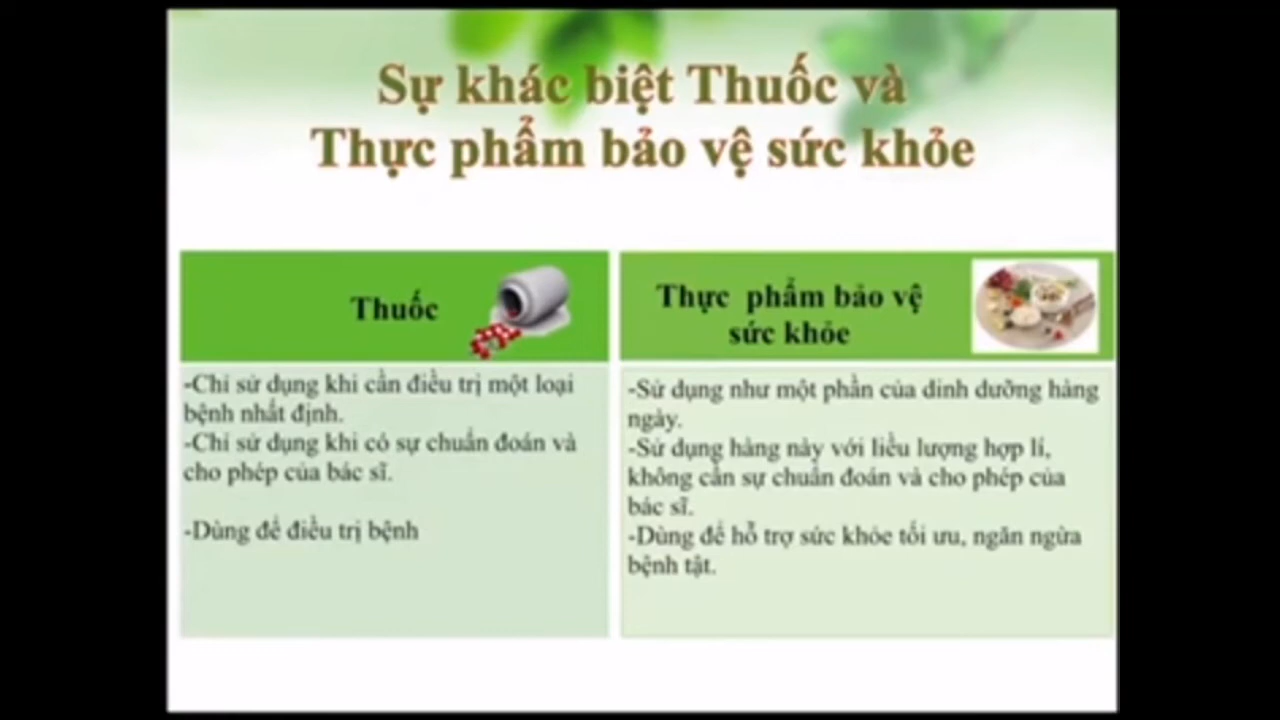 Sự khác biệt Thuốc và
Thực phẩm bảo vệ sức khỏe
Thuốc
-Chỉ sử dụng khi cần điều trị một loại
bệnh nhất định.
-Chỉ sử dụng khi có sự chuẩn đoán và
cho phép của bác sĩ.
-Dùng để điều trị bệnh
Thực phẩm bảo vệ
sức khỏe
-Sử dụng như một phần của dinh dưỡng hàng
ngày.
-Sử dụng hàng này với liều lượng hợp lí,
không cần sự chuẩn đoán và cho phép của
bác sĩ.
-Dùng để hỗ trợ sức khỏe tối ưu, ngăn ngừa
bệnh tật.